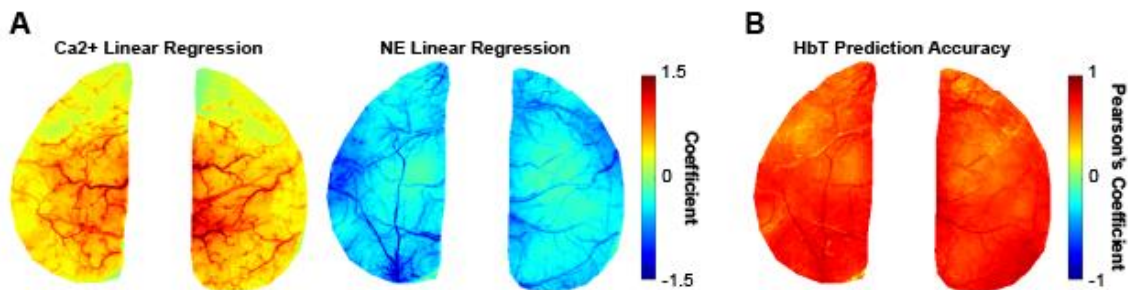 A
B
Ca2+ Linear Regression
NE Linear Regression
HbT Prediction Accuracy
1.5
0
-1.5
Coefficient
1
0
-1
Pearson's Coefficient